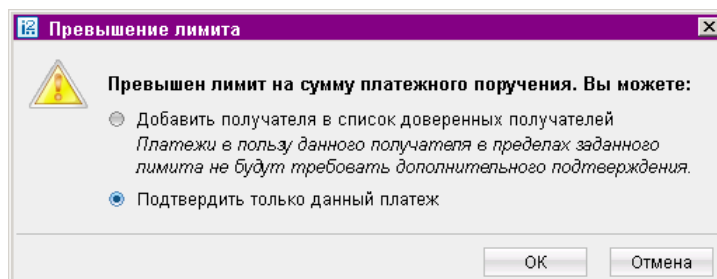 Превышение лимита
Превышен лимит на сумму платежного поручения. Вы можете:
Добавить получателя в список доверенных получателей
Платежи в пользу данного получателя в пределах заданного
лимита не будут требовать дополнительного подтверждения.
Подтвердить только данный платеж
ОК
Отмена